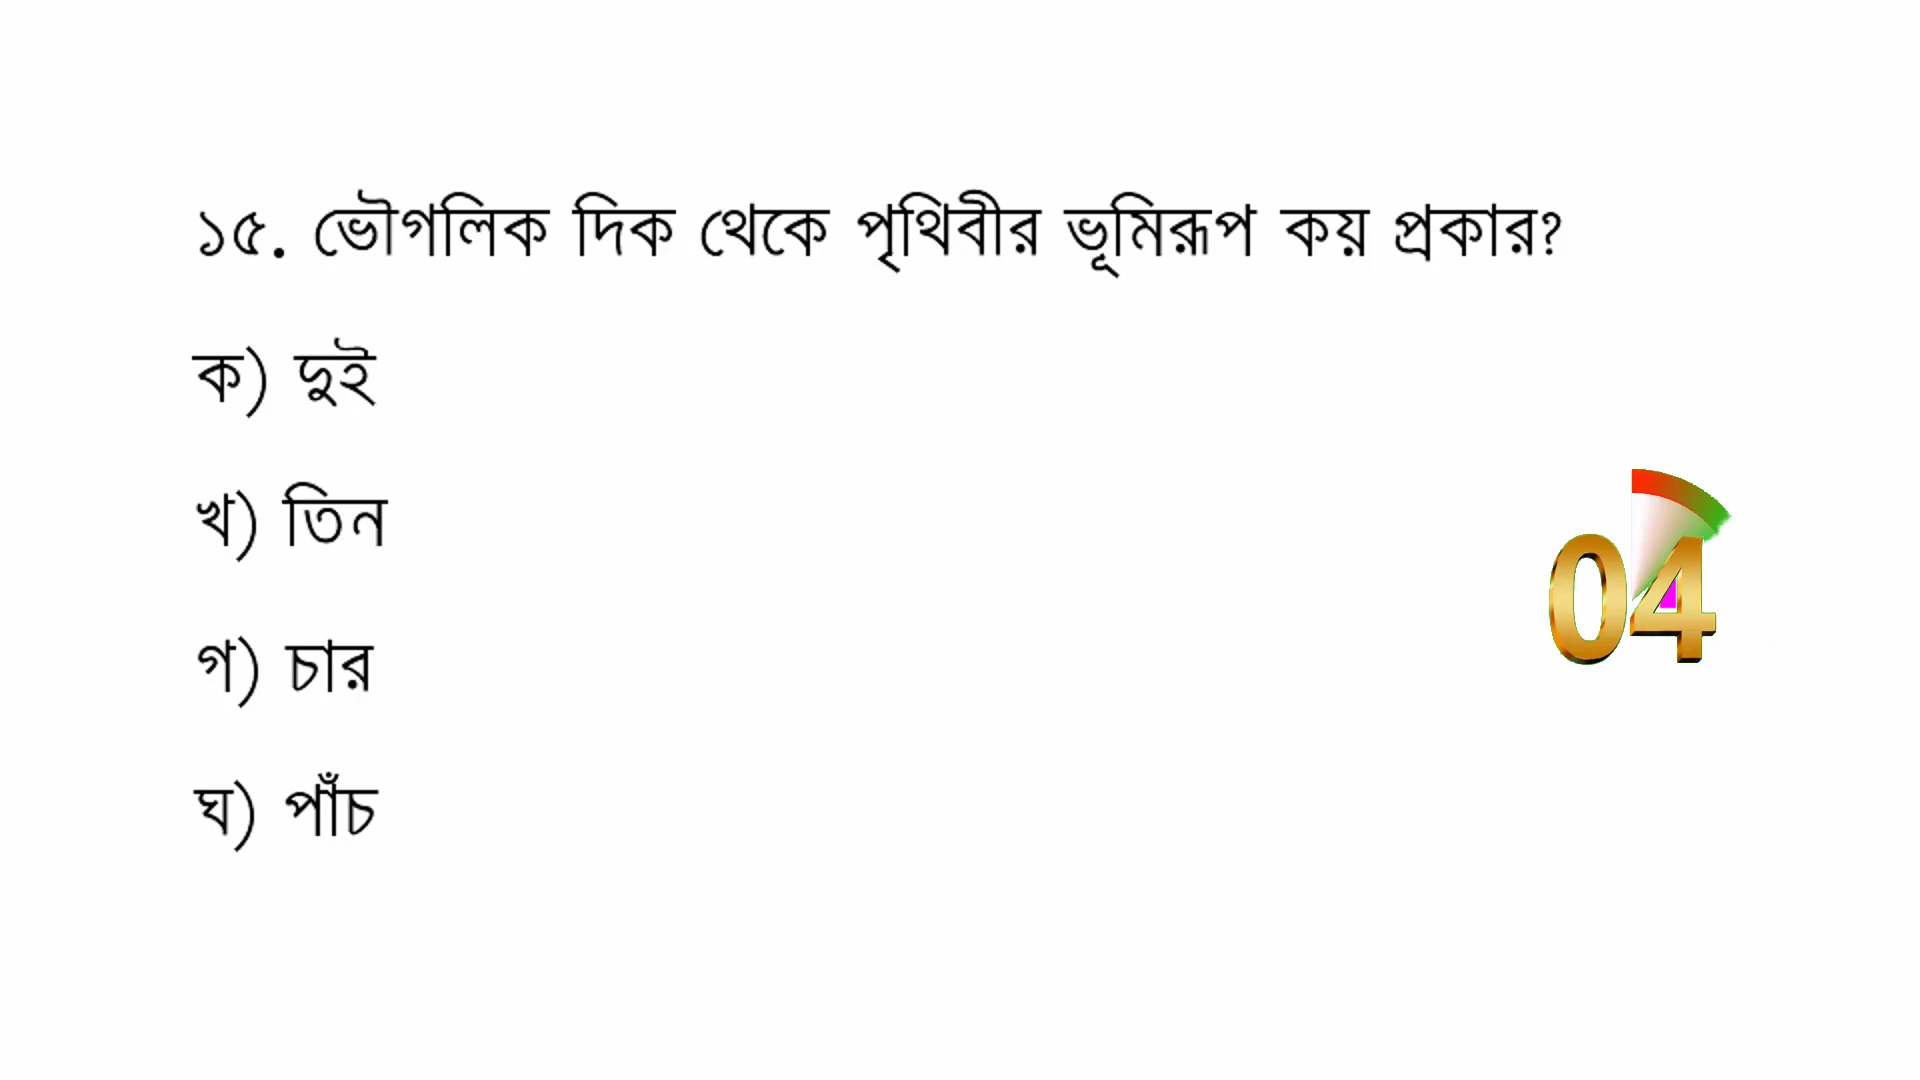 ১৫. ভৌগলিক দিক থেকে পৃথিবীর ভূমিরূপ কয় প্রকার?
ক) দুই
খ) তিন
04
গ) চার
ঘ) পাঁচ